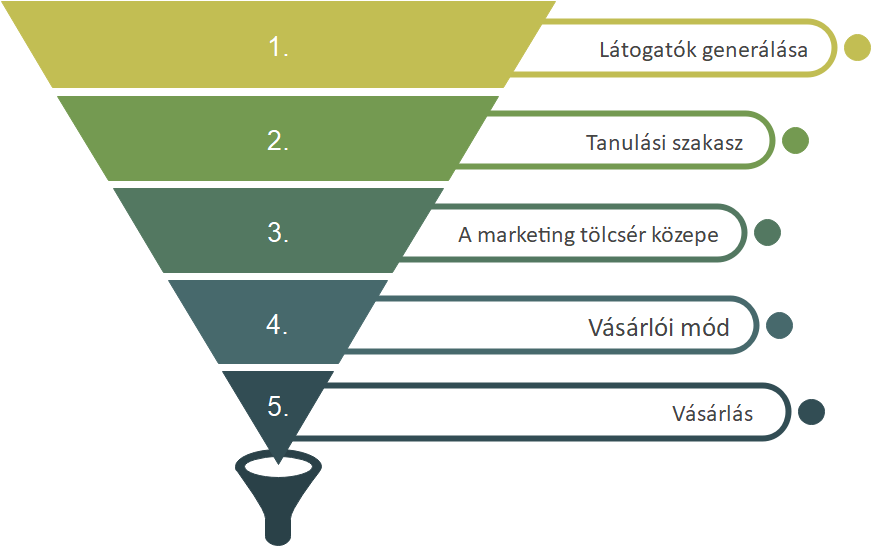 1.
Látogatók generálása
2.
Tanulási szakasz
3.
A marketing tölcsér közepe
4.
Vásárlói mód
5.
Vásárlás